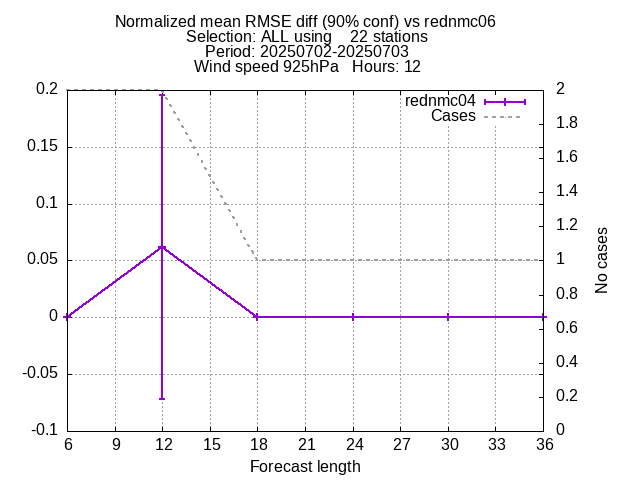 Normalized mean RMSE diff (90% conf) vs rednmc06
Selection: ALL using    22 stations
Period: 20250702-20250703
Wind speed 925hPa   Hours: 12
rednmc04
Cases
0.2
0.15
0.1
0.05
0
-0.05
-0.1
2
1.8
1.6
1.4
1.2
1
0.8
0.6
0.4
0.2
0
No cases
6 9 12 15 18 21 24 27 30 33 36
Forecast length